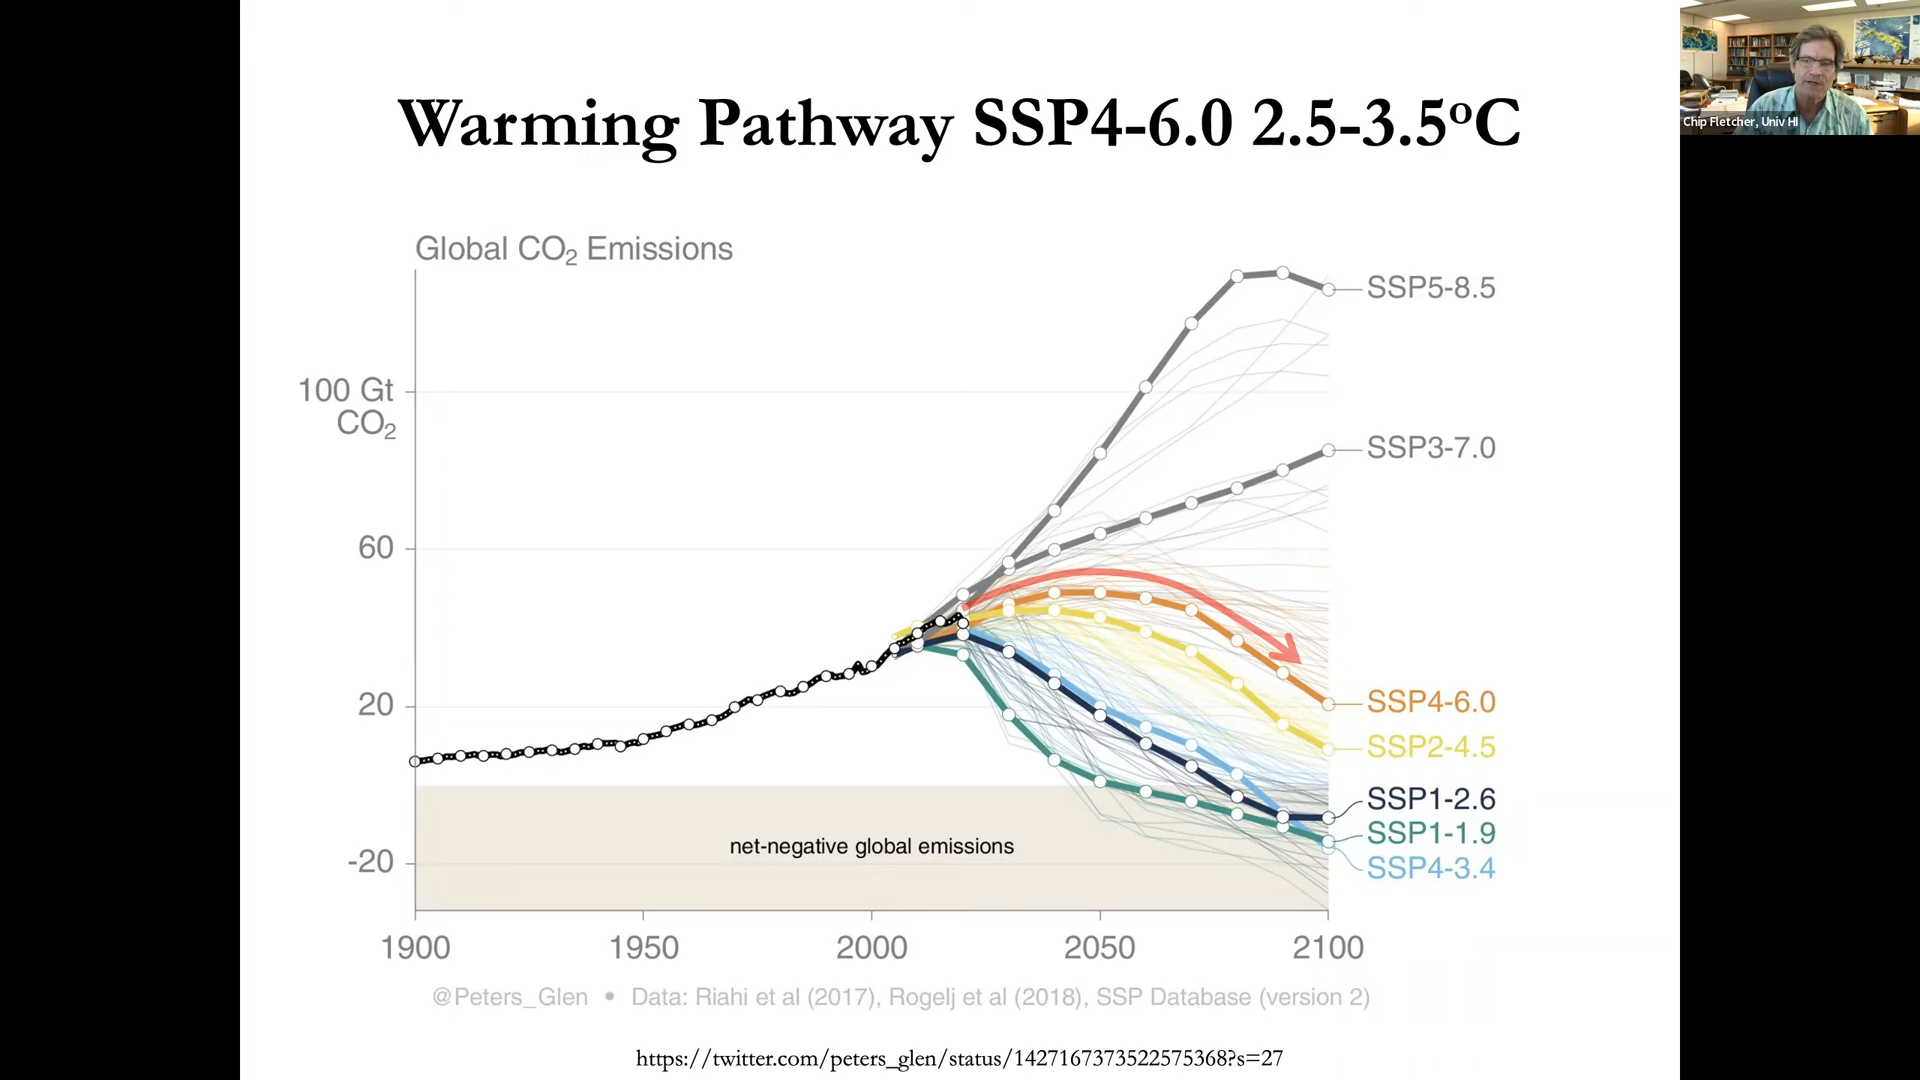 Warming Pathway SSP4-6.0 2.5-3.5ºC
Chip Fletcher, Univ HI
Global CO₂ Emissions
100 Gt
CO₂
60
20
-20
SSP5-8.5
SSP3-7.0
SSP4-6.0
SSP2-4.5
SSP1-2.6
SSP1-1.9
SSP4-3.4
net-negative global emissions
1900 1950 2000 2050 2100
@Peters_Glen • Data: Riahi et al (2017), Rogelj et al (2018), SSP Database (version 2)
https://twitter.com/peters_glen/status/1427167373522575368?s=27